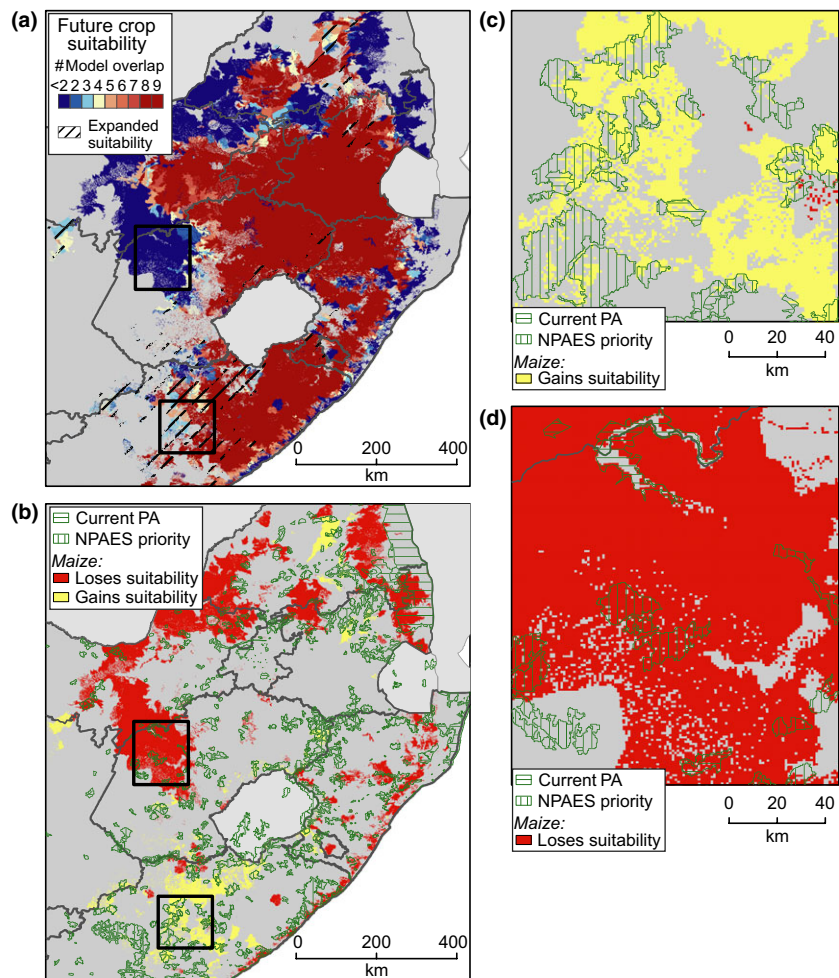 (a)
Future crop
suitability
#Model overlap
<2 2 3 4 5 6 7 8 9
Expanded
suitability
0 200 400
km
(b)
Current PA
NPAES priority
Maize:
Loses suitability
Gains suitability
0 200 400
km
(c)
Current PA
NPAES priority
Maize:
Gains suitability
0 20 40
km
(d)
Current PA
NPAES priority
Maize:
Loses suitability
0 20 40
km